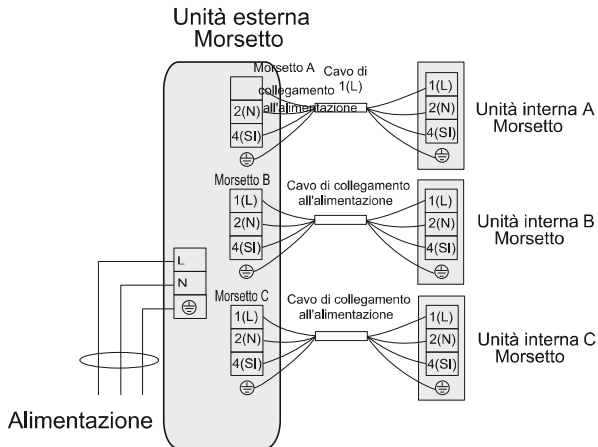 Unità esterna
Morsetto
Morsetto A
Cavo di
1(L)
collegamento
all'alimentazione
2(N)
4(SI)
1(L)
2(N)
4(SI)
Unità interna A
Morsetto
Morsetto B
Cavo di collegamento
all'alimentazione
1(L)
2(N)
4(SI)
1(L)
2(N)
4(SI)
Unità interna B
Morsetto
L
N
Morsetto C
Cavo di collegamento
all'alimentazione
1(L)
2(N)
4(SI)
1(L)
2(N)
4(SI)
Unità interna C
Morsetto
Alimentazione